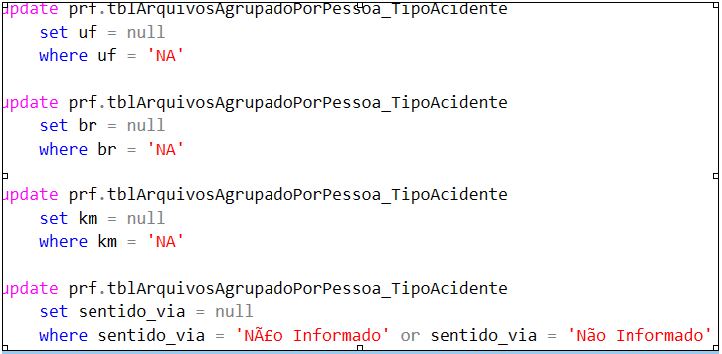 update prf.tblArquivosAgrupadoPorPessoa_TipoAcidente
set uf = null
where uf = 'NA'
update prf.tblArquivosAgrupadoPorPessoa_TipoAcidente
set br = null
where br = 'NA'
update prf.tblArquivosAgrupadoPorPessoa_TipoAcidente
set km = null
where km = 'NA'
update prf.tblArquivosAgrupadoPorPessoa_TipoAcidente
set sentido_via = null
where sentido_via = 'NÃ£o Informado' or sentido_via = 'Não Informado'